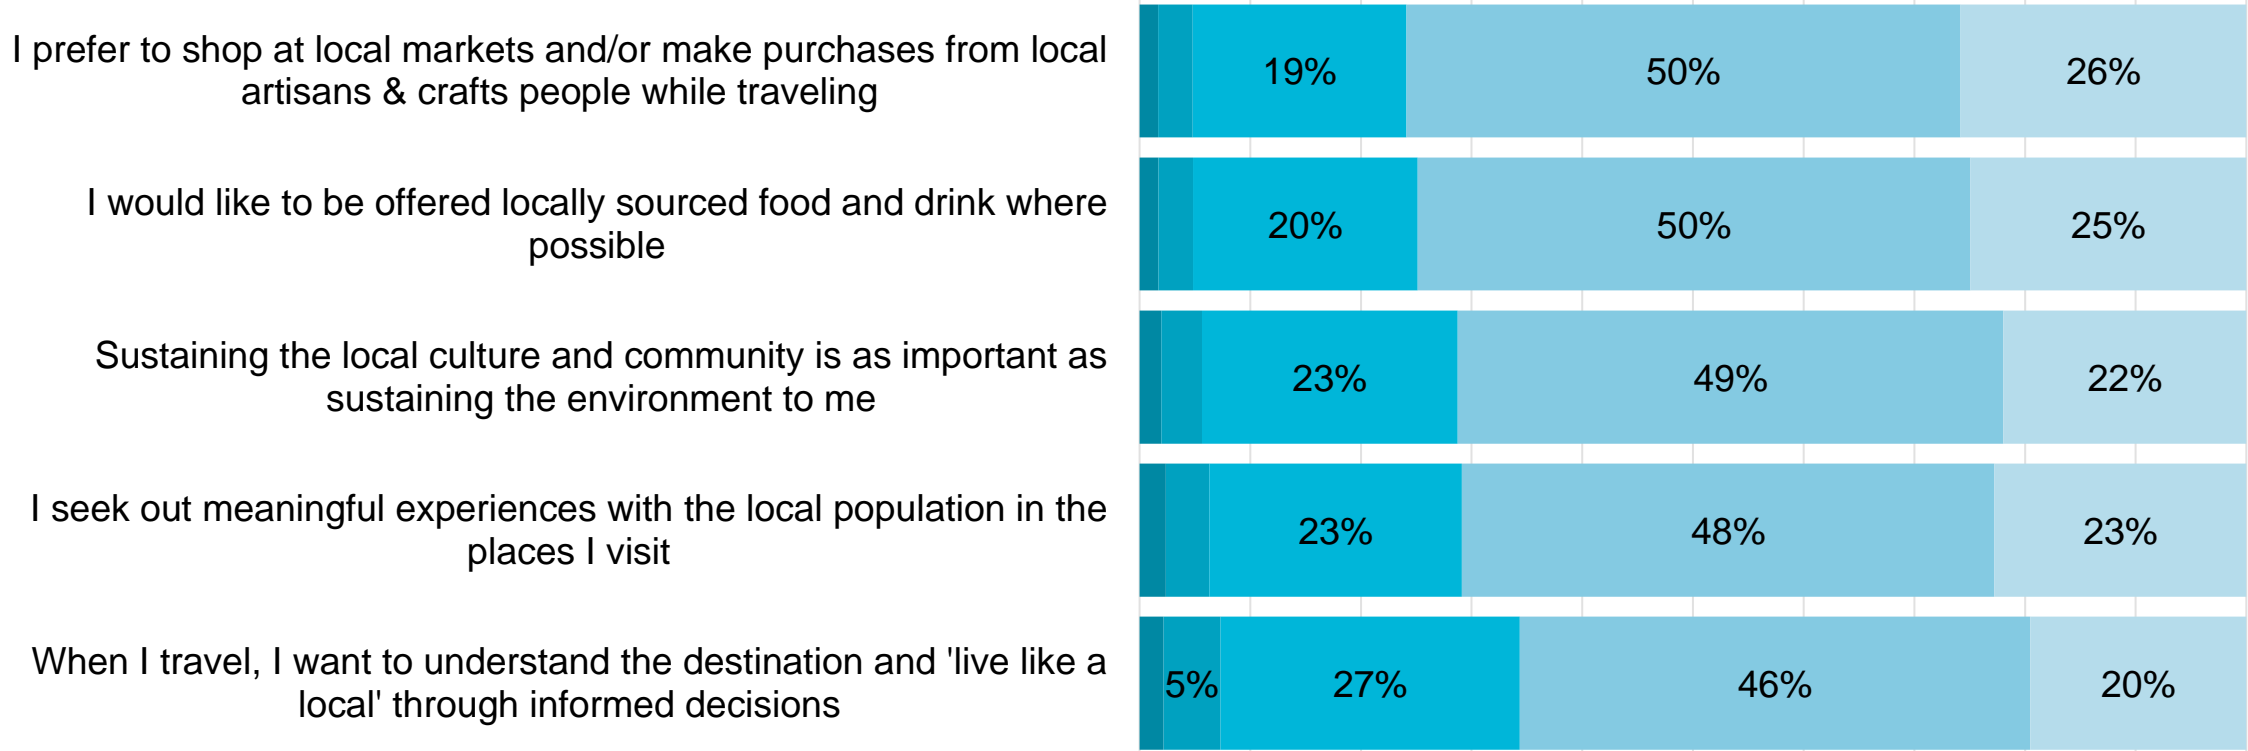 I prefer to shop at local markets and/or make purchases from local
artisans & crafts people while traveling
19% 50% 26%
I would like to be offered locally sourced food and drink where
possible
20% 50% 25%
Sustaining the local culture and community is as important as
sustaining the environment to me
23% 49% 22%
I seek out meaningful experiences with the local population in the
places I visit
23% 48% 23%
When I travel, I want to understand the destination and 'live like a
local' through informed decisions
5% 27% 46% 20%